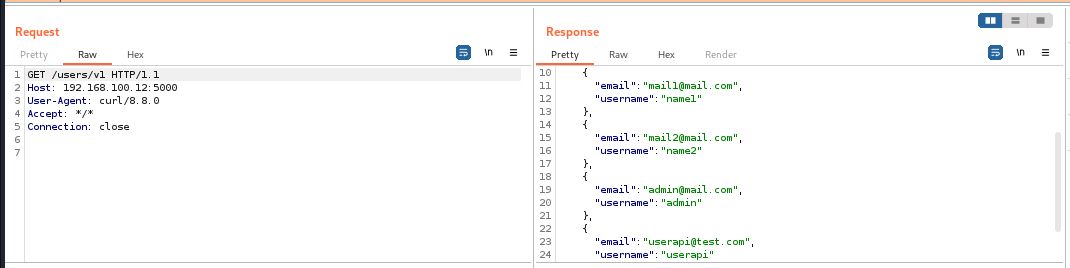 Request
Response
Pretty Raw Hex \n
Pretty Raw Hex Render \n
1 GET /users/v1 HTTP/1.1
2 Host: 192.168.100.12:5000
3 User-Agent: curl/8.8.0
4 Accept: */*
5 Connection: close
6
7
10 {
11 "email":"mail1@mail.com",
12 "username":"name1"
13 },
14 {
15 "email":"mail2@mail.com",
16 "username":"name2"
17 },
18 {
19 "email":"admin@mail.com",
20 "username":"admin"
21 },
22 {
23 "email":"userapi@test.com",
24 "username":"userapi"